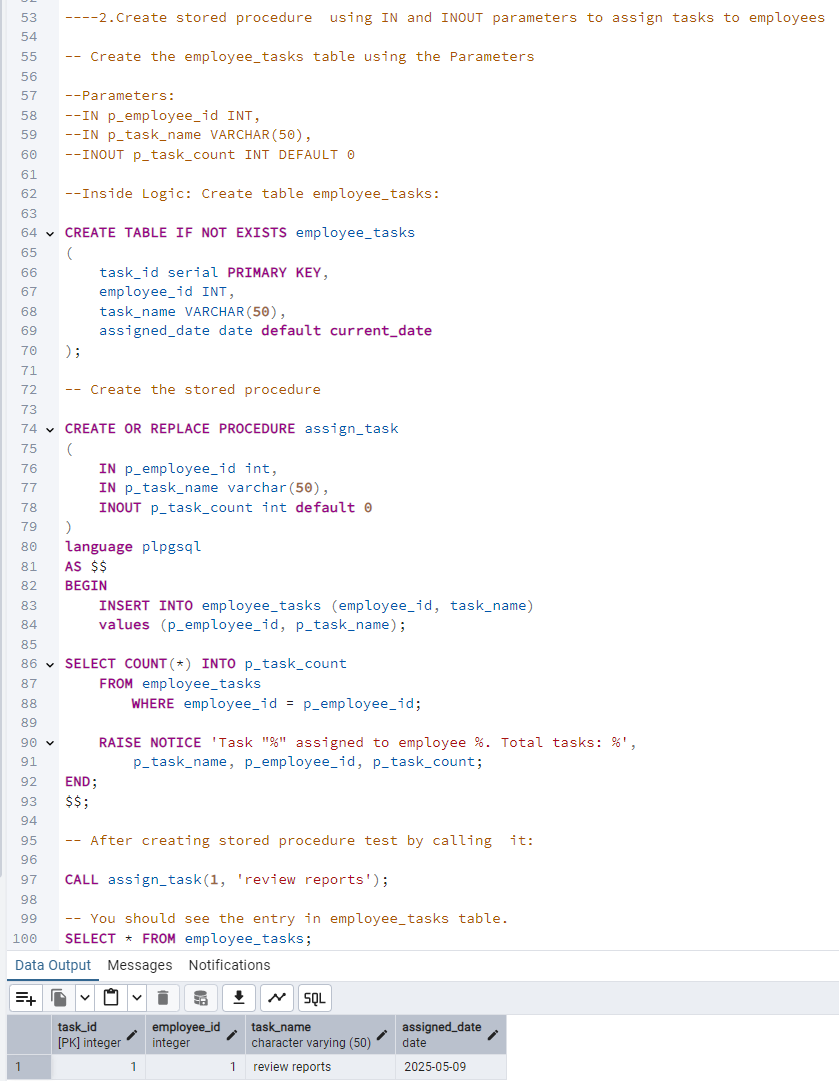 52
53 ----2.Create stored procedure  using IN and INOUT parameters to assign tasks to employees
54
55 -- Create the employee_tasks table using the Parameters
56
57 --Parameters:
58 --IN p_employee_id INT,
59 --IN p_task_name VARCHAR(50),
60 --INOUT p_task_count INT DEFAULT 0
61
62 --Inside Logic: Create table employee_tasks:
63
64 CREATE TABLE IF NOT EXISTS employee_tasks
65 (
66     task_id serial PRIMARY KEY,
67     employee_id INT,
68     task_name VARCHAR(50),
69     assigned_date date default current_date
70 );
71
72 -- Create the stored procedure
73
74 CREATE OR REPLACE PROCEDURE assign_task
75 (
76     IN p_employee_id int,
77     IN p_task_name varchar(50),
78     INOUT p_task_count int default 0
79 )
80 language plpgsql
81 AS $$
82 BEGIN
83     INSERT INTO employee_tasks (employee_id, task_name)
84     values (p_employee_id, p_task_name);
85
86 SELECT COUNT(*) INTO p_task_count
87     FROM employee_tasks
88         WHERE employee_id = p_employee_id;
89
90     RAISE NOTICE 'Task "%" assigned to employee %. Total tasks: %',
91         p_task_name, p_employee_id, p_task_count;
92 END;
93 $$;
94
95 -- After creating stored procedure test by calling  it:
96
97 CALL assign_task(1, 'review reports');
98
99 -- You should see the entry in employee_tasks table.
100 SELECT * FROM employee_tasks;
Data Output Messages Notifications
SQL
task_id employee_id task_name assigned_date
[PK] integer integer character varying (50) date
1 1 1 review reports 2025-05-09